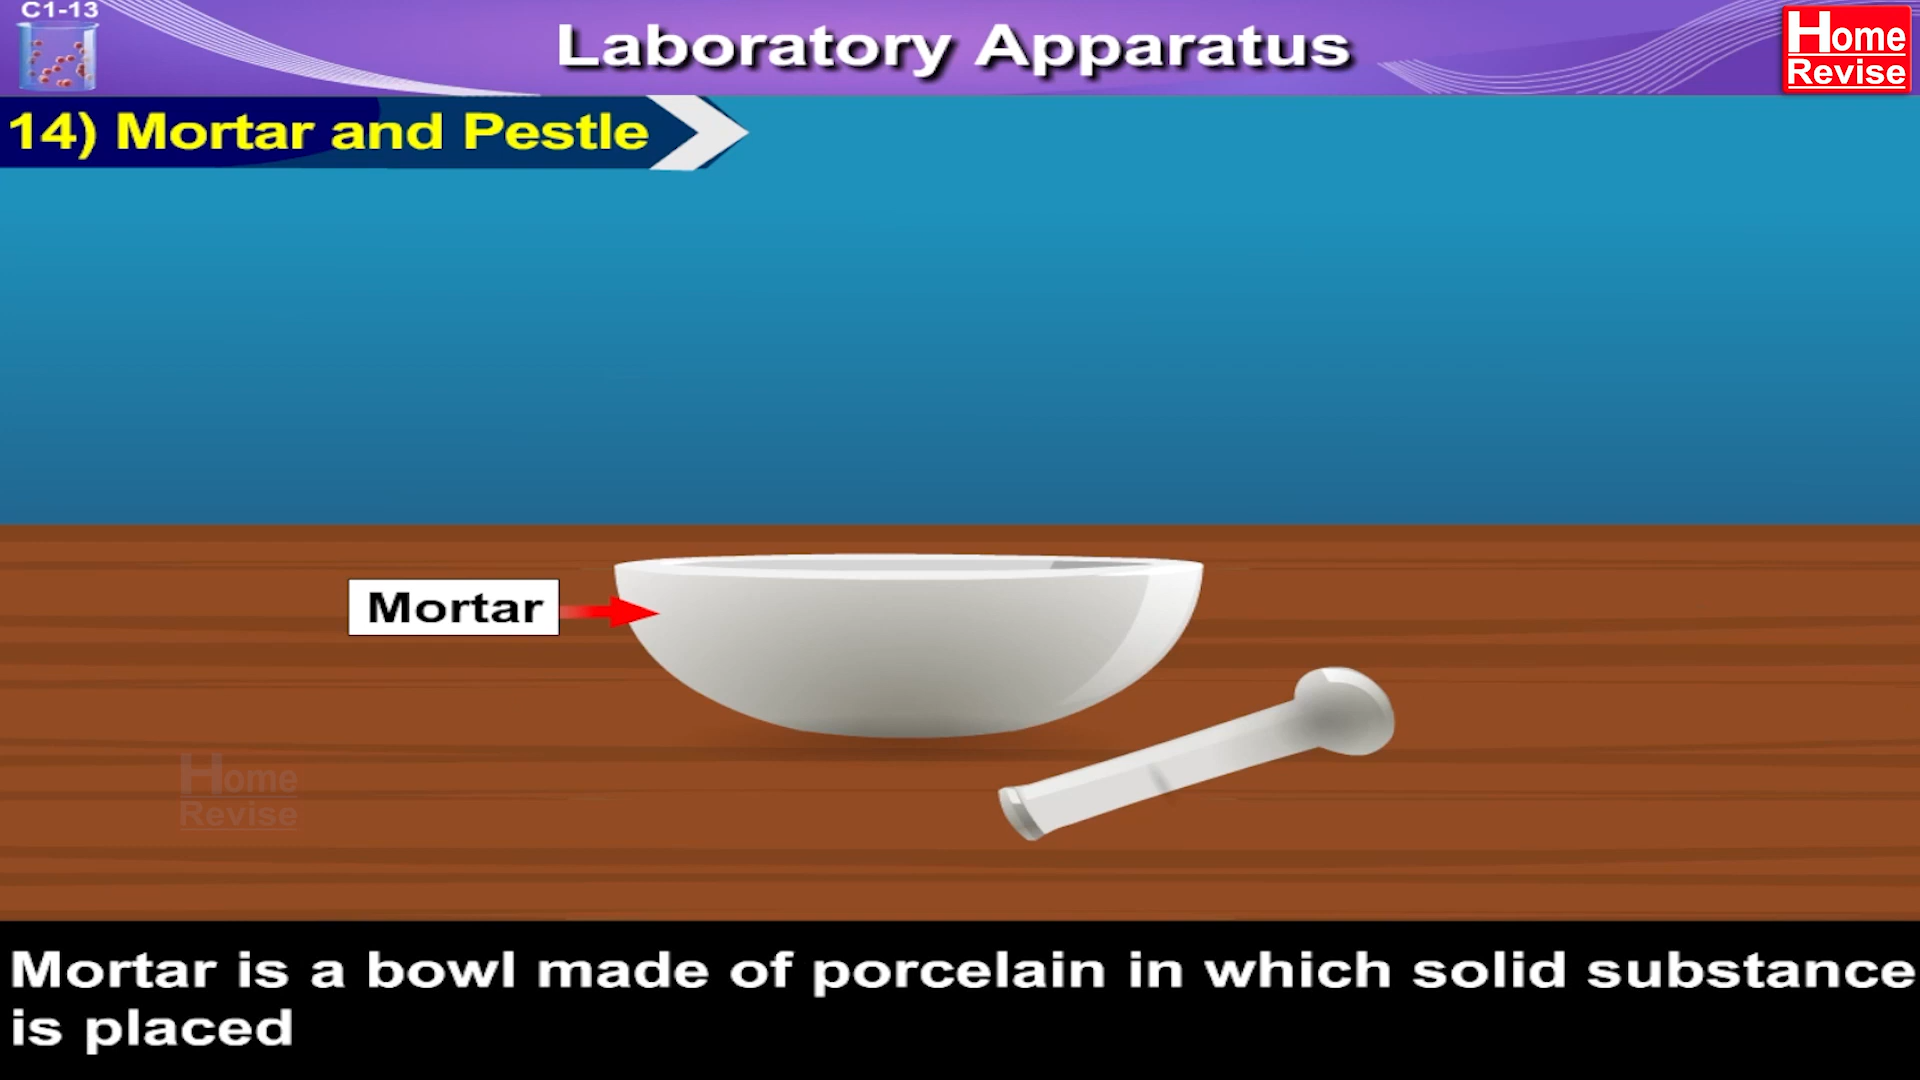 C1-13
Laboratory Apparatus
Home
Revise
14) Mortar and Pestle
Mortar
Home
Revise
Mortar is a bowl made of porcelain in which solid substance
is placed